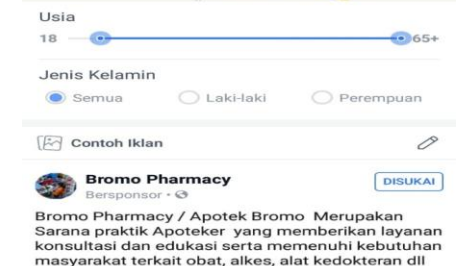 Usia
18 65+
Jenis Kelamin
Semua Laki-laki Perempuan
Contoh Iklan
Bromo Pharmacy
DISUKAI
Bersponsor ·
Bromo Pharmacy / Apotek Bromo Merupakan
Sarana praktik Apoteker yang memberikan layanan
konsultasi dan edukasi serta memenuhi kebutuhan
masyarakat terkait obat, alkes, alat kedokteran dll